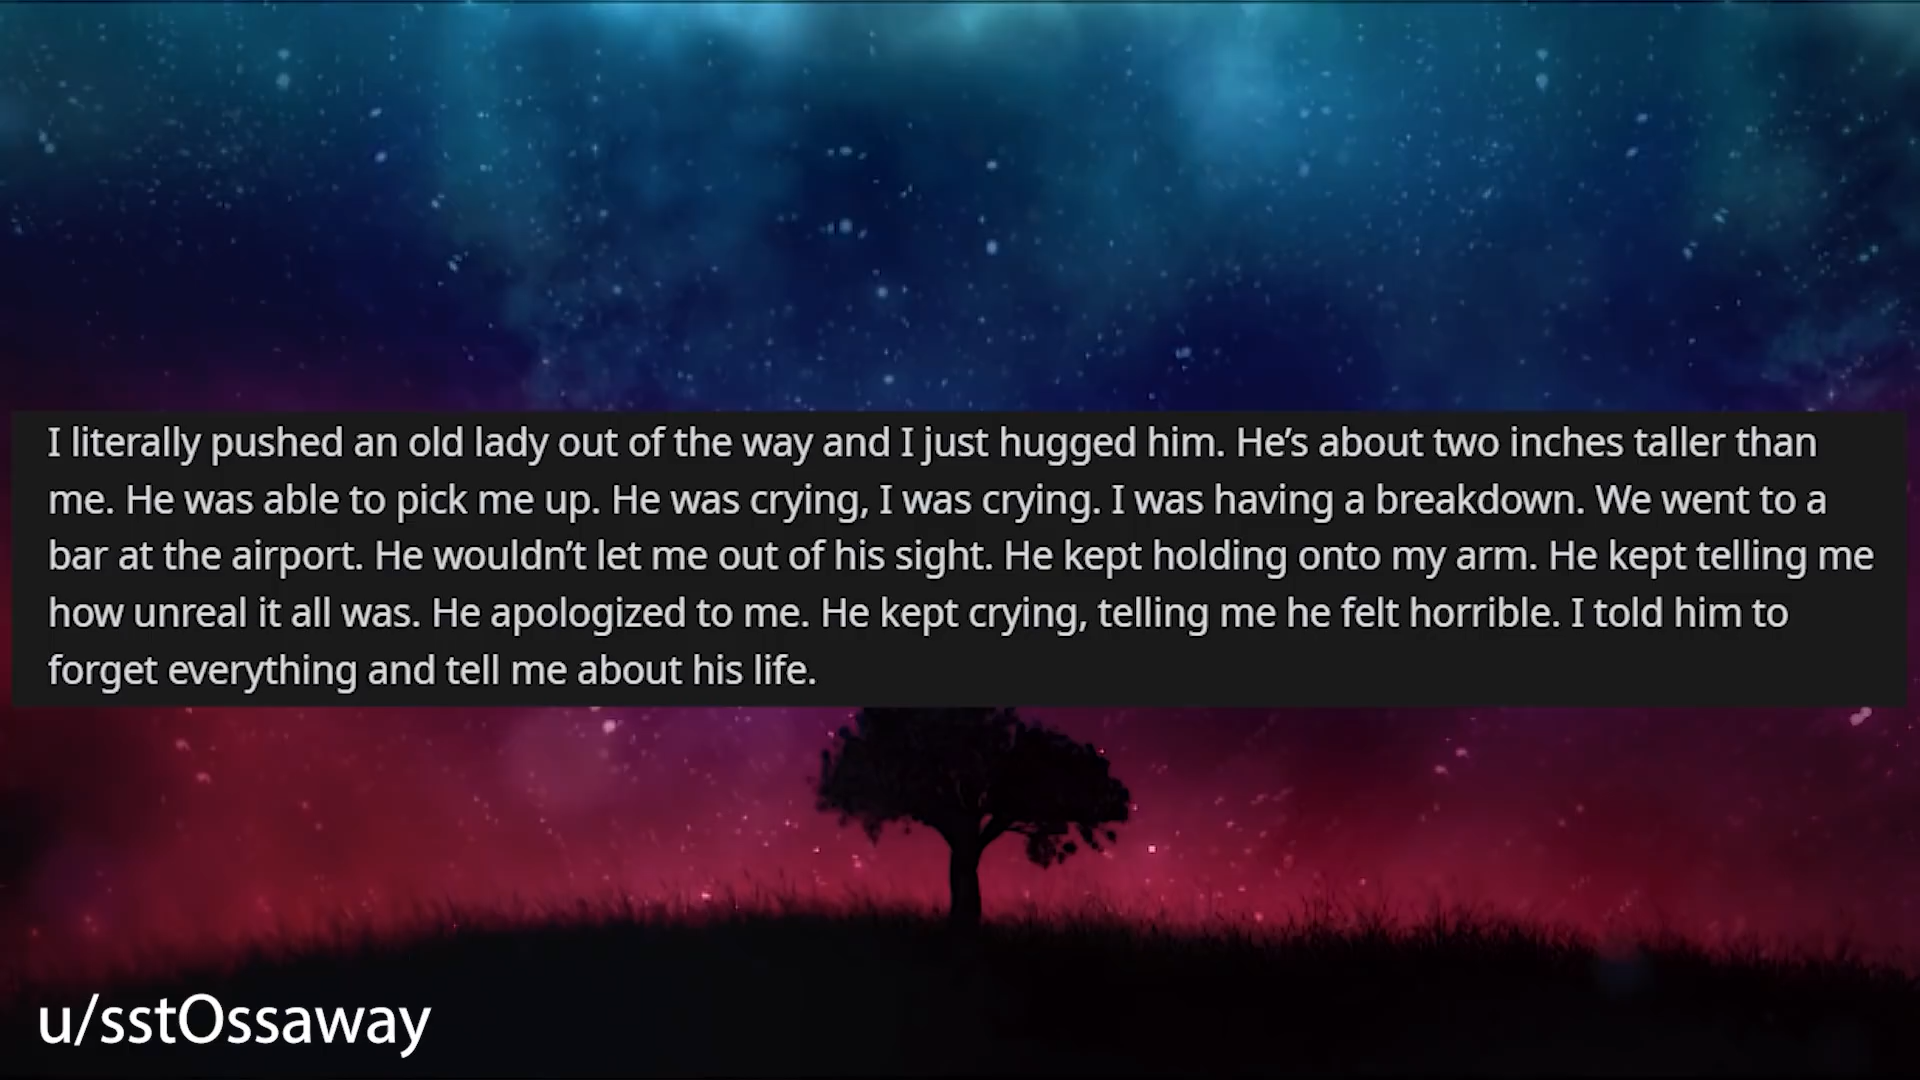 I literally pushed an old lady out of the way and I just hugged him. He’s about two inches taller than
me. He was able to pick me up. He was crying, I was crying. I was having a breakdown. We went to a
bar at the airport. He wouldn’t let me out of his sight. He kept holding onto my arm. He kept telling me
how unreal it all was. He apologized to me. He kept crying, telling me he felt horrible. I told him to
forget everything and tell me about his life.
u/sstOssaway